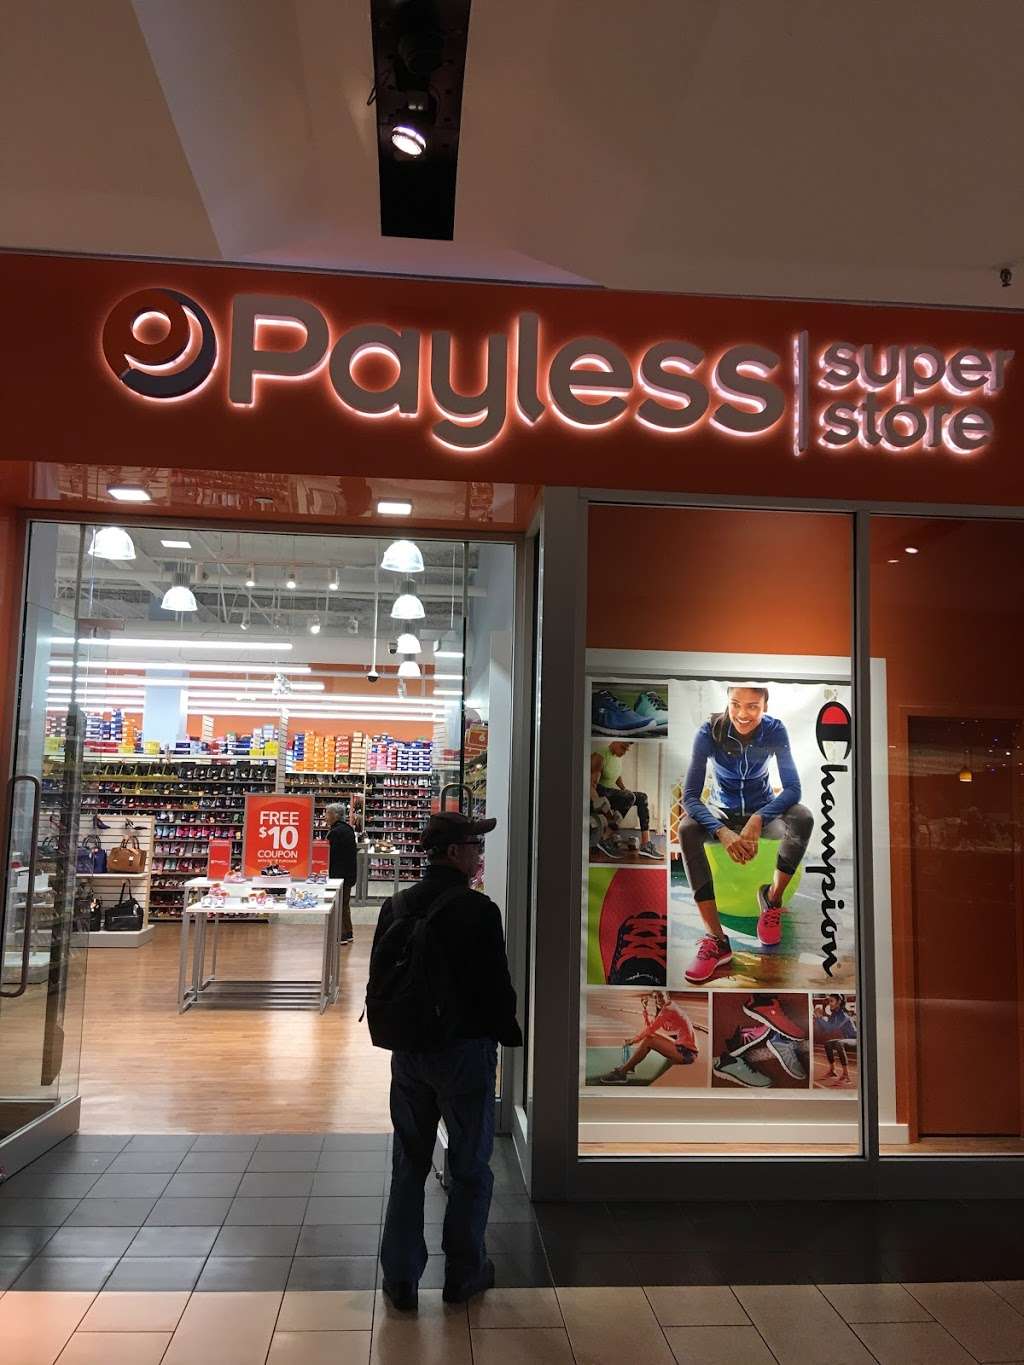 Payless
super
store
FREE
$10
COUPON
Champion